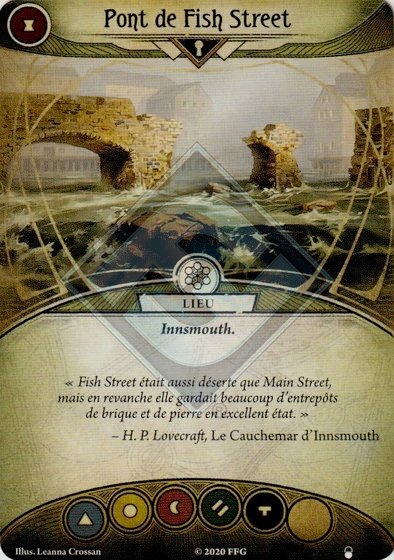 Pont de Fish Street
LIEU
Innsmouth.
« Fish Street était aussi déserte que Main Street,
mais en revanche elle gardait beaucoup d'entrepôts
de brique et de pierre en excellent état. »
– H. P. Lovecraft, Le Cauchemar d'Innsmouth
Illus. Leanna Crossan
© 2020 FFG